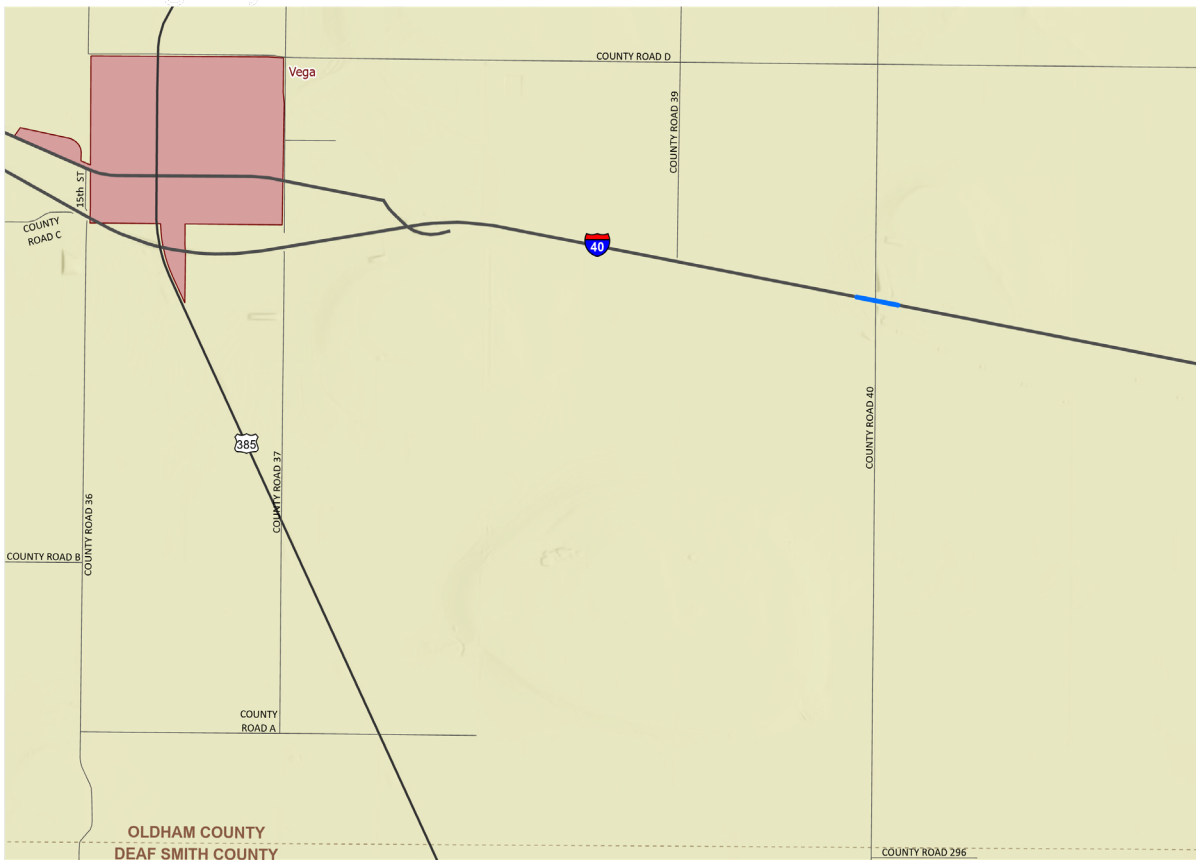 COUNTY ROAD D
Vega
COUNTY ROAD 39
15th ST
COUNTY
ROAD C
40
COUNTY ROAD 40
385
COUNTY ROAD 37
COUNTY ROAD 36
COUNTY ROAD B
COUNTY
ROAD A
OLDHAM COUNTY
DEAF SMITH COUNTY
COUNTY ROAD 296